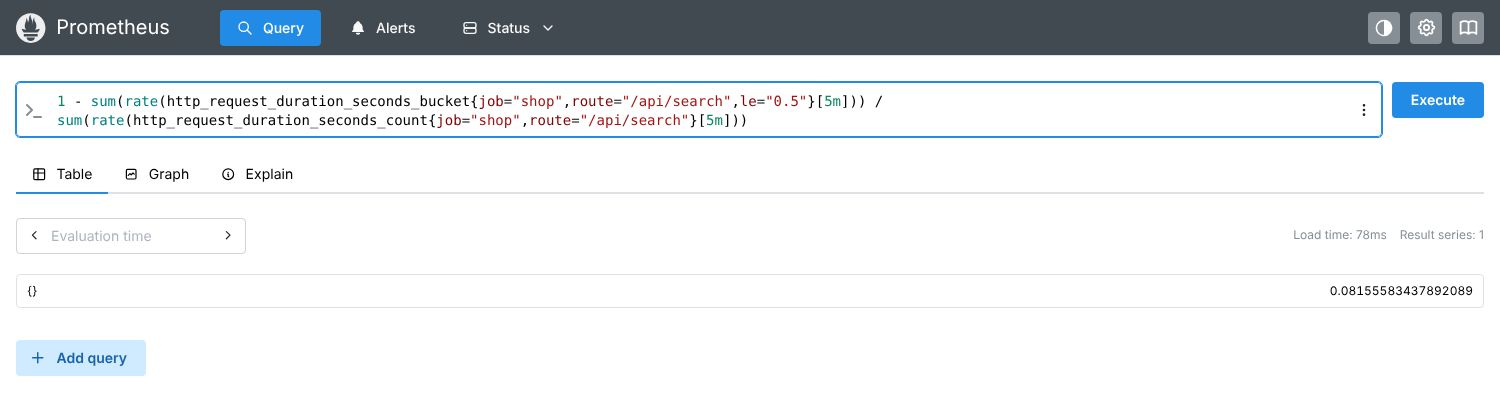 Prometheus
Query
Alerts
Status
1 - sum(rate(http_request_duration_seconds_bucket{job="shop",route="/api/search",le="0.5"}[5m])) /
sum(rate(http_request_duration_seconds_count{job="shop",route="/api/search"}[5m]))
Execute
Table
Graph
Explain
Evaluation time
Load time: 78ms Result series: 1
{} 0.08155583437892089
Add query